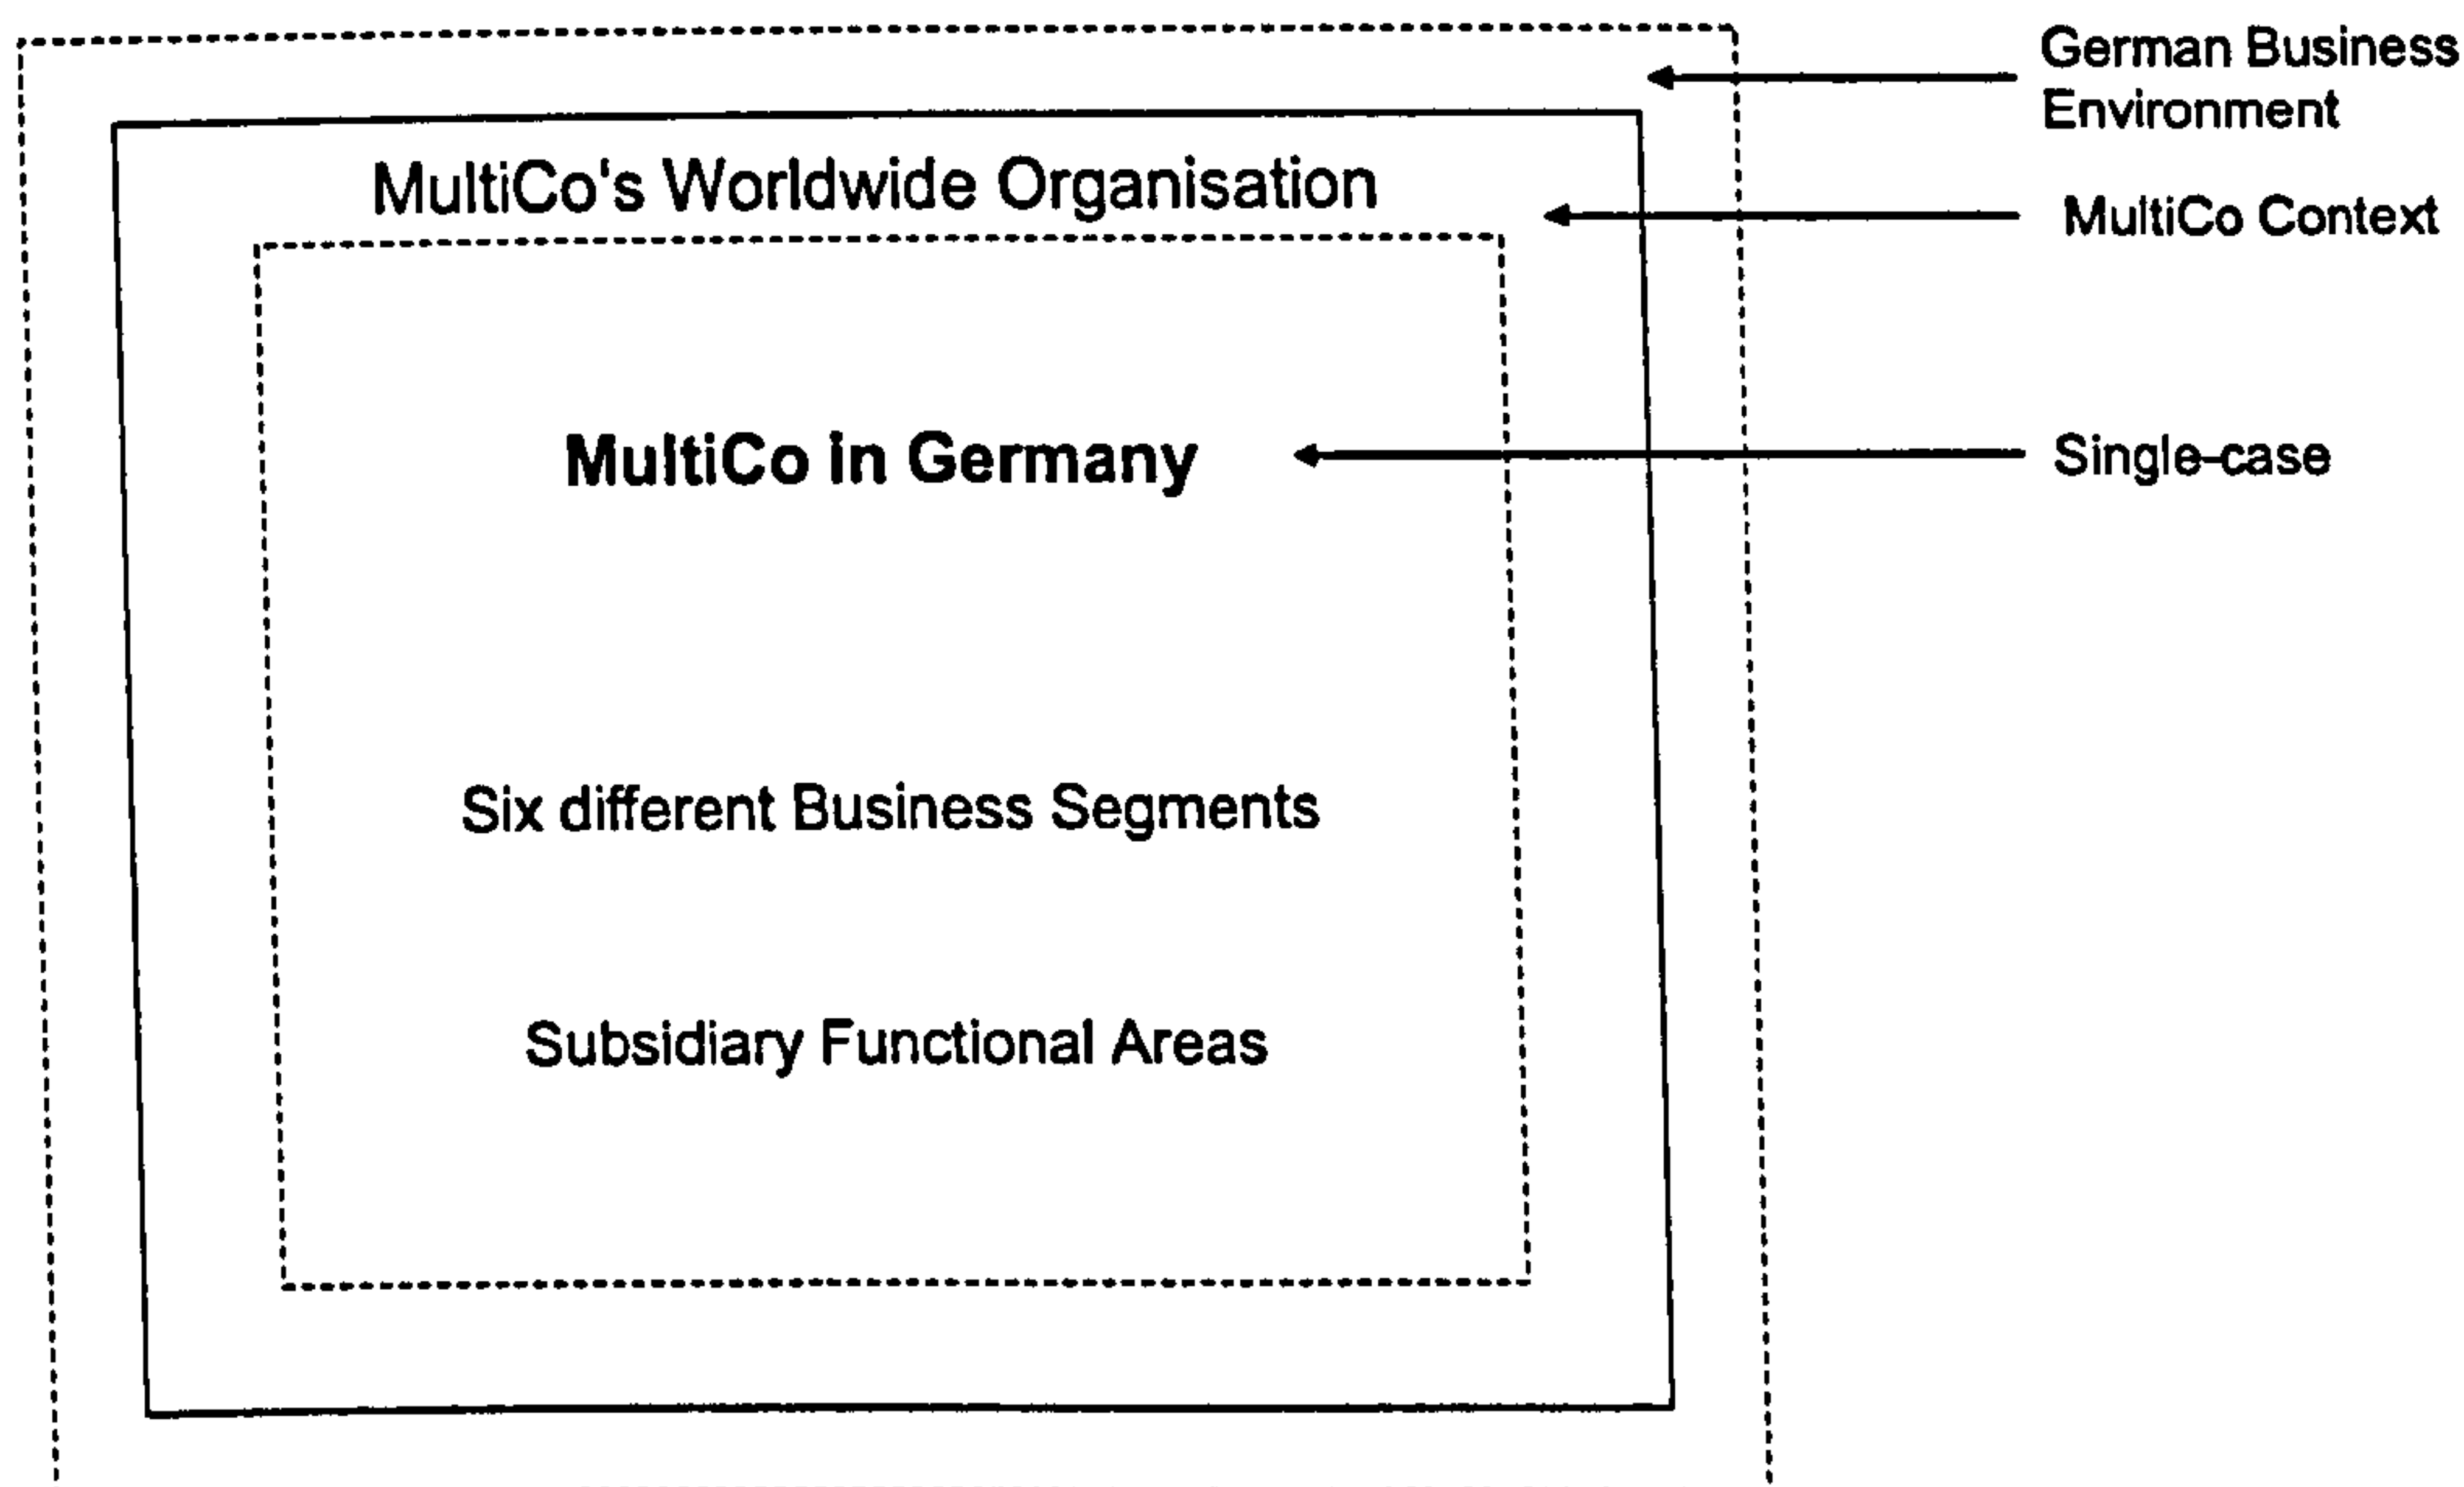 German Business
Environment
MultiCo's Worldwide Organisation
MultiCo Context
MultiCo in Germany
Single-case
Six different Business Segments
Subsidiary Functional Areas